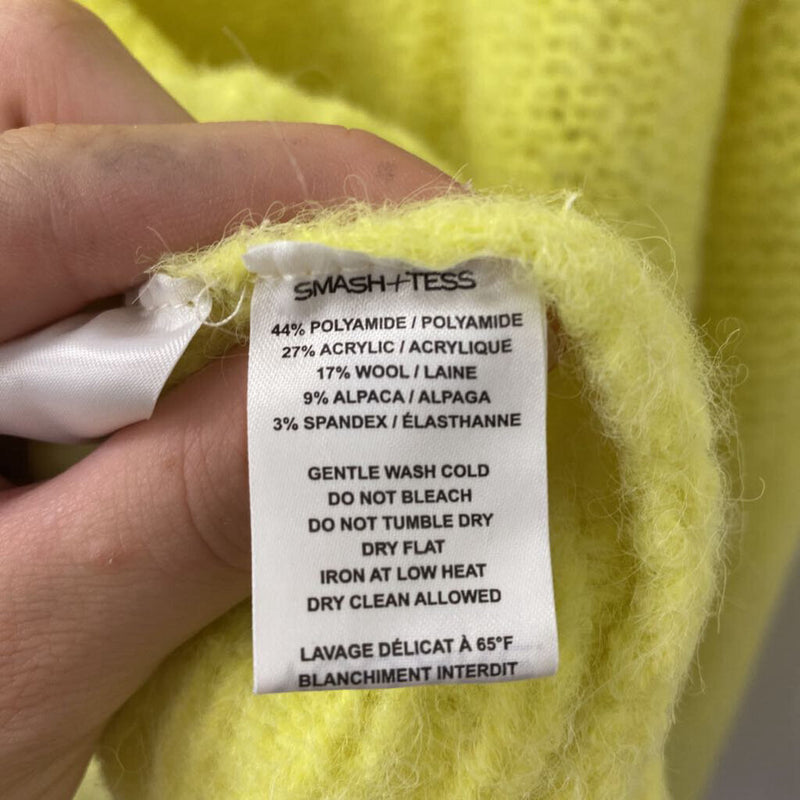 SMASH+TESS
44% POLYAMIDE / POLYAMIDE
27% ACRYLIC / ACRYLIQUE
17% WOOL / LAINE
9% ALPACA / ALPAGA
3% SPANDEX / ÉLASTHANNE
GENTLE WASH COLD
DO NOT BLEACH
DO NOT TUMBLE DRY
DRY FLAT
IRON AT LOW HEAT
DRY CLEAN ALLOWED
LAVAGE DÉLICAT À 65°F
BLANCHIMENT INTERDIT